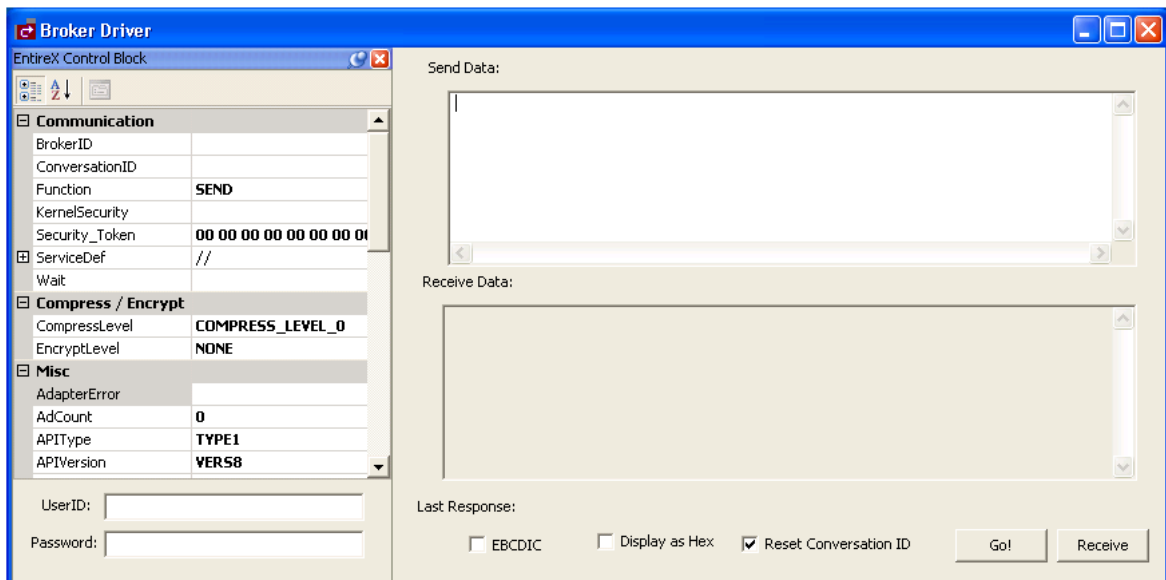 Broker Driver
EntireX Control Block
Communication
BrokerID
ConversationID
Function SEND
KernelSecurity
Security_Token 00 00 00 00 00 00 00 00
ServiceDef //
Wait
Compress / Encrypt
CompressLevel COMPRESS_LEVEL_0
EncryptLevel NONE
Misc
AdapterError
AdCount 0
APIType TYPE1
APIVersion VERS8
UserID:
Password:
Send Data:
Receive Data:
Last Response:
EBCDIC Display as Hex Reset Conversation ID Go! Receive